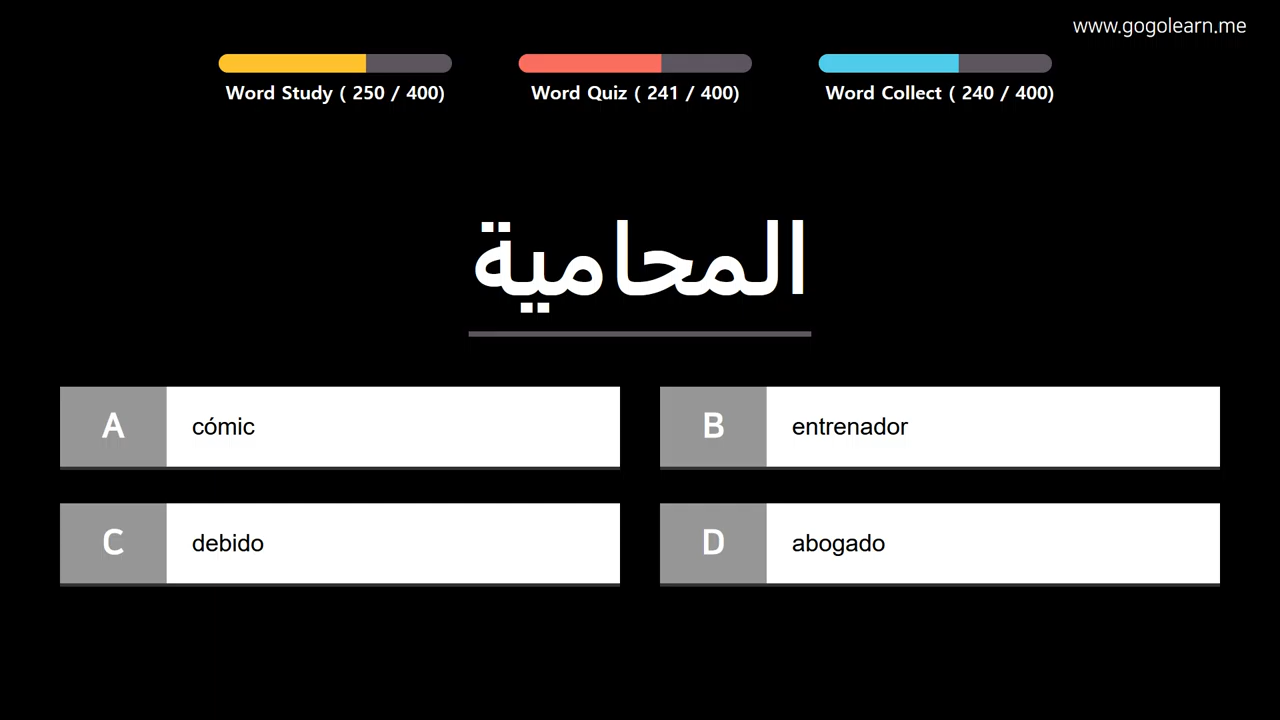 www.gogolearn.me
Word Study ( 250 / 400)
Word Quiz ( 241 / 400)
Word Collect ( 240 / 400)
المحامية
A
cómic
B
entrenador
C
debido
D
abogado